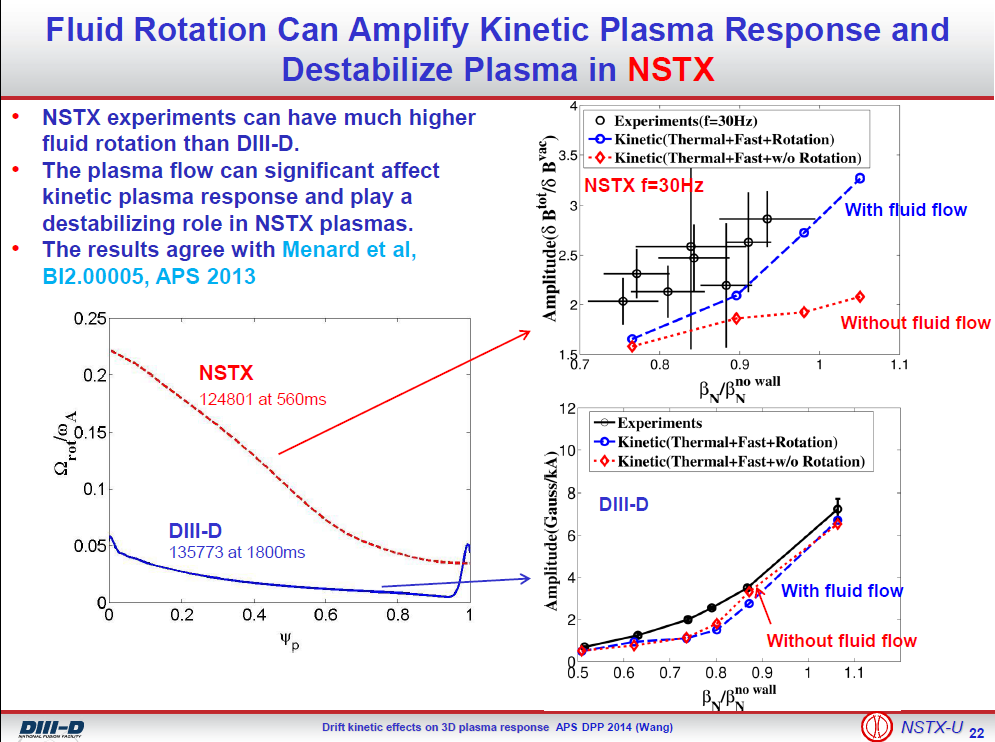 Fluid Rotation Can Amplify Kinetic Plasma Response and
Destabilize Plasma in NSTX
• NSTX experiments can have much higher
fluid rotation than DIII-D.
• The plasma flow can significant affect
kinetic plasma response and play a
destabilizing role in NSTX plasmas.
• The results agree with Menard et al,
BI2.00005, APS 2013
0.25
0.2
0.15
0.1
0.05
0
Ω_rot/ω_A
NSTX
124801 at 560ms
DIII-D
135773 at 1800ms
0 0.2 0.4 0.6 0.8 1
ψ_p
4
3.5
3
2.5
2
1.5
Amplitude(δ B^tot/δ B^vac)
Experiments(f=30Hz)
Kinetic(Thermal+Fast+Rotation)
Kinetic(Thermal+Fast+w/o Rotation)
NSTX f=30Hz
With fluid flow
Without fluid flow
0.7 0.8 0.9 1 1.1
β_N/β_N^no wall
12
10
8
6
4
2
0
Amplitude(Gauss/kA)
Experiments
Kinetic(Thermal+Fast+Rotation)
Kinetic(Thermal+Fast+w/o Rotation)
DIII-D
With fluid flow
Without fluid flow
0.5 0.6 0.7 0.8 0.9 1 1.1
β_N/β_N^no wall
DIII-D
NATIONAL FUSION FACILITY
Drift kinetic effects on 3D plasma response APS DPP 2014 (Wang)
NSTX-U
22